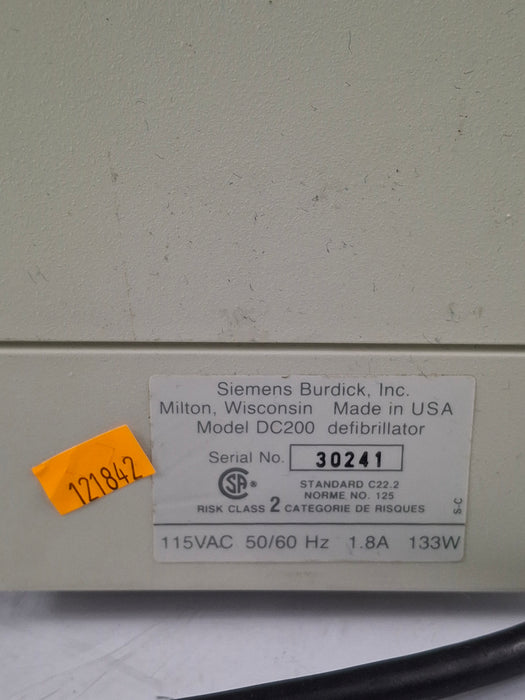 Siemens Burdick, Inc.
Milton, Wisconsin Made in USA
Model DC200 defibrillator
Serial No. 30241
SA®
STANDARD C22.2
NORME NO. 125
RISK CLASS 2 CATEGORIE DE RISQUES
S-C
115VAC 50/60 Hz 1.8A 133W
121842